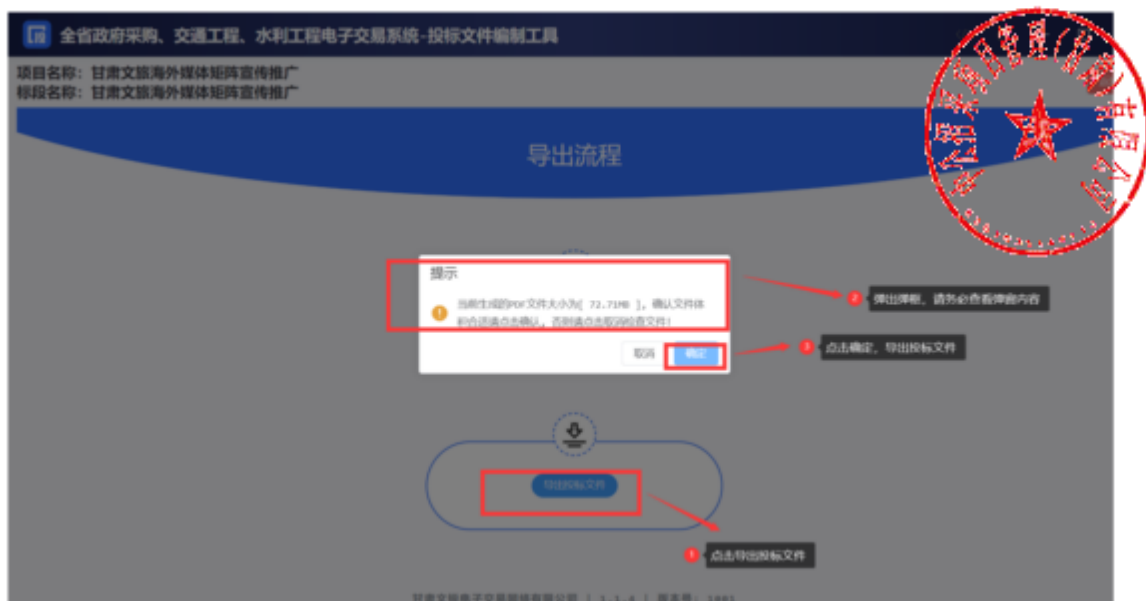 全省政府采购、交通工程、水利工程电子交易系统-投标文件编制工具
项目名称：甘肃文旅海外媒体矩阵宣传推广
标段名称：甘肃文旅海外媒体矩阵宣传推广
导出流程
提示
当前生成的PDF文件大小为[ 72.71MB ]，确认文件体
积合适请点击确认，否则请点击取消检查文件！
2 弹出弹框，请务必查看弹窗内容
取消 确定
3 点击确定，导出投标文件
导出投标文件
1 点击导出投标文件